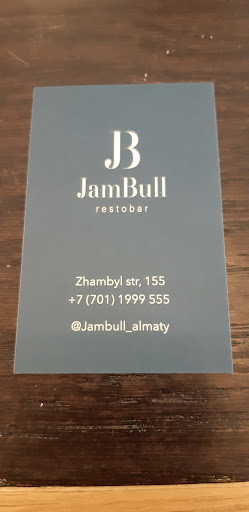 JB
JamBull
restobar
Zhambyl str, 155
+7 (701) 1999 555
@Jambull_almaty